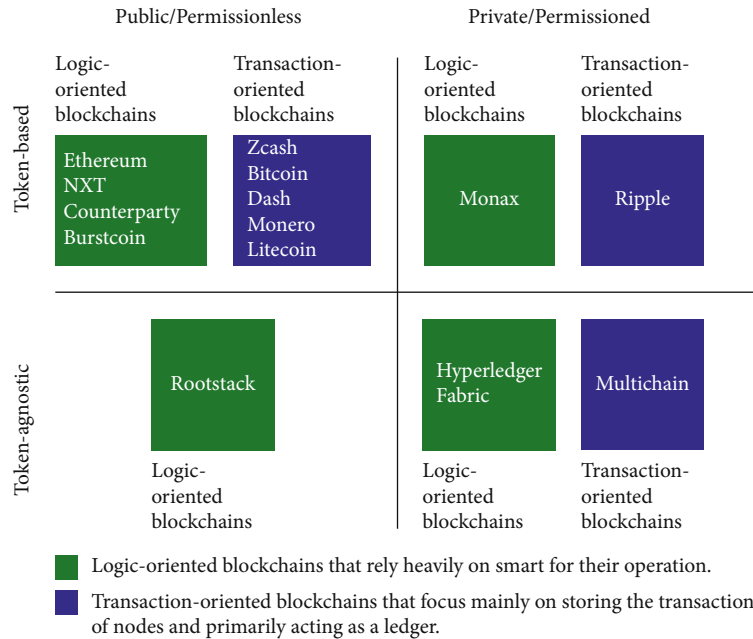 Public/Permissionless
Private/Permissioned
Token-based
Logic-
oriented
blockchains
Transaction-
oriented
blockchains
Logic-
oriented
blockchains
Transaction-
oriented
blockchains
Ethereum
NXT
Counterparty
Burstcoin
Zcash
Bitcoin
Dash
Monero
Litecoin
Monax
Ripple
Token-agnostic
Rootstack
Hyperledger
Fabric
Multichain
Logic-
oriented
blockchains
Logic-
oriented
blockchains
Transaction-
oriented
blockchains
Logic-oriented blockchains that rely heavily on smart for their operation.
Transaction-oriented blockchains that focus mainly on storing the transaction
of nodes and primarily acting as a ledger.